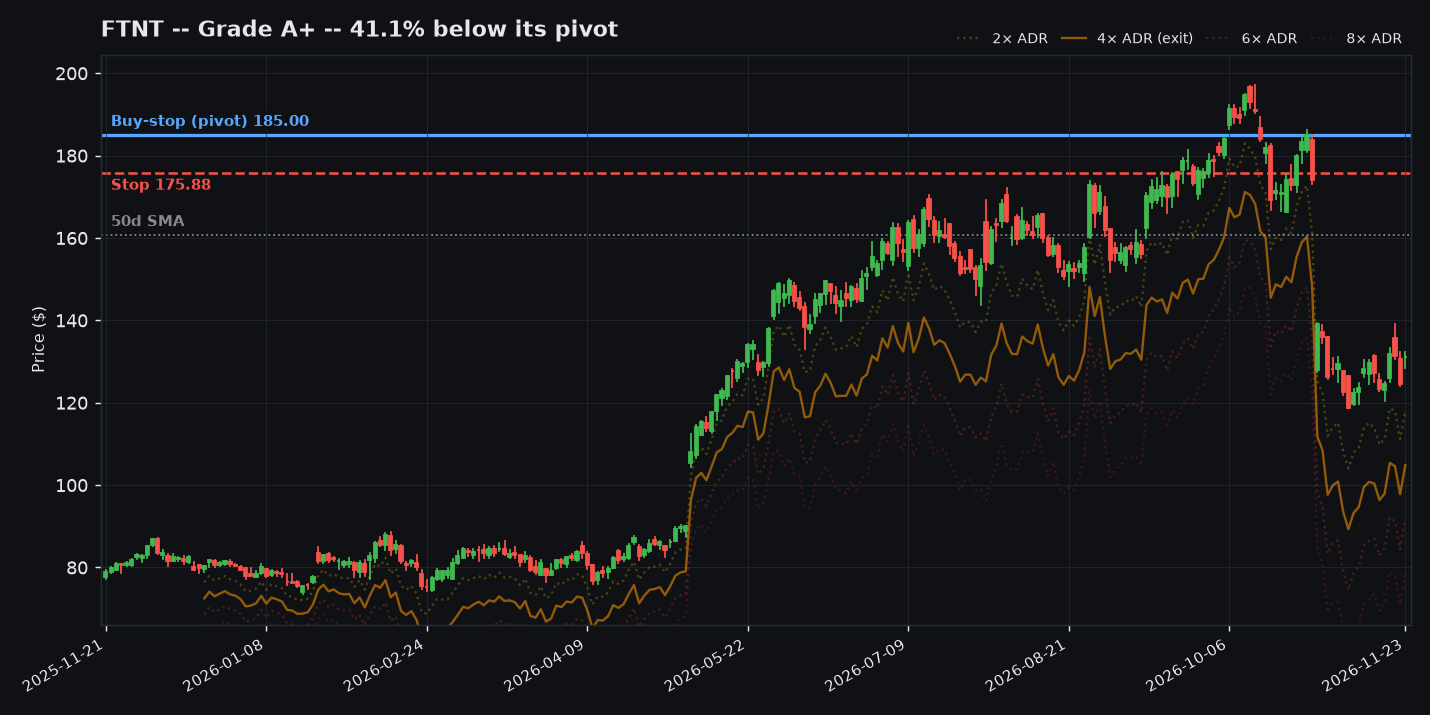 FTNT -- Grade A+ -- 41.1% below its pivot
2× ADR
4× ADR (exit)
6× ADR
8× ADR
Price ($)
200
180
160
140
120
100
80
Buy-stop (pivot) 185.00
Stop 175.88
50d SMA
2025-11-21
2026-01-08
2026-02-24
2026-04-09
2026-05-22
2026-07-09
2026-08-21
2026-10-06
2026-11-23